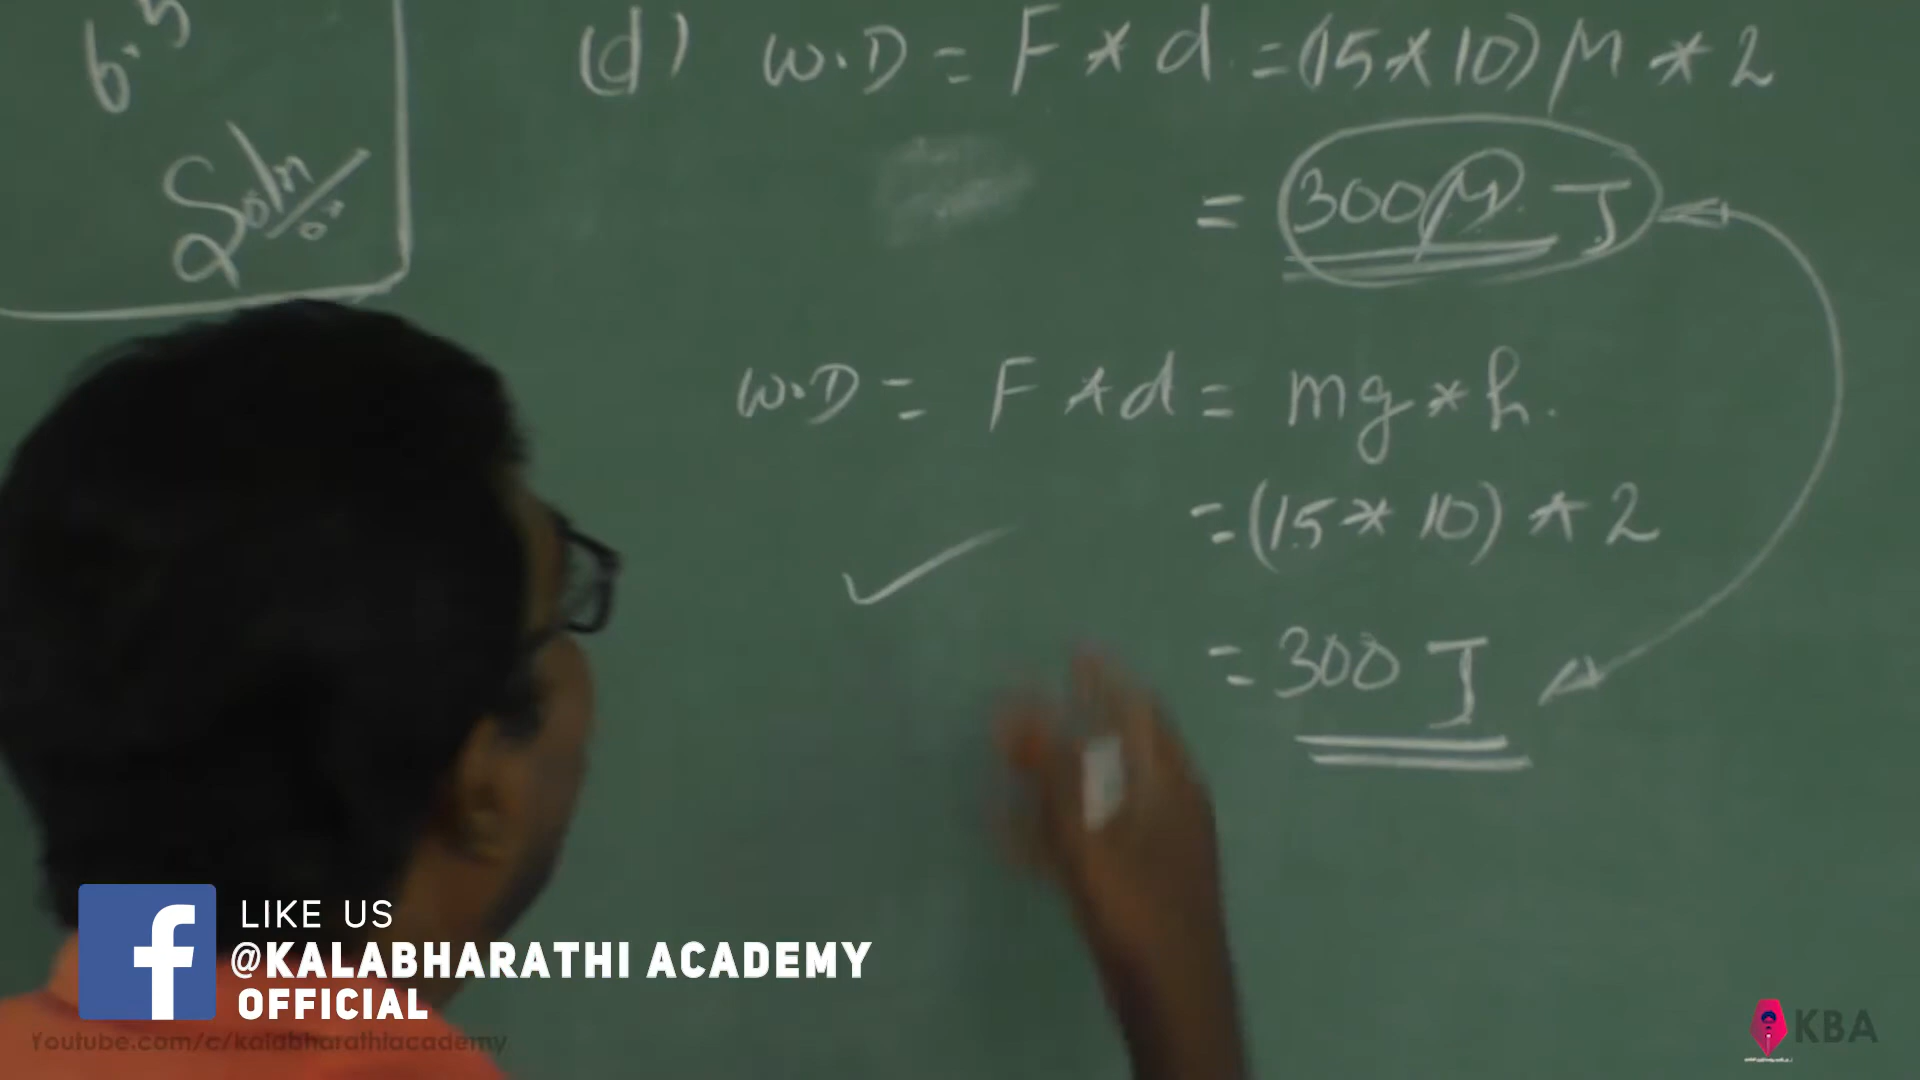 6.5
Soln
(d) W.D = F * d = (15*10) μ * 2
= 300μ J
W.D = F * d = mg * h.
= (15 * 10) * 2
= 300 J
LIKE US
@KALABHARATHI ACADEMY
OFFICIAL
Youtube.com/c/kalabharathiacademy
KBA